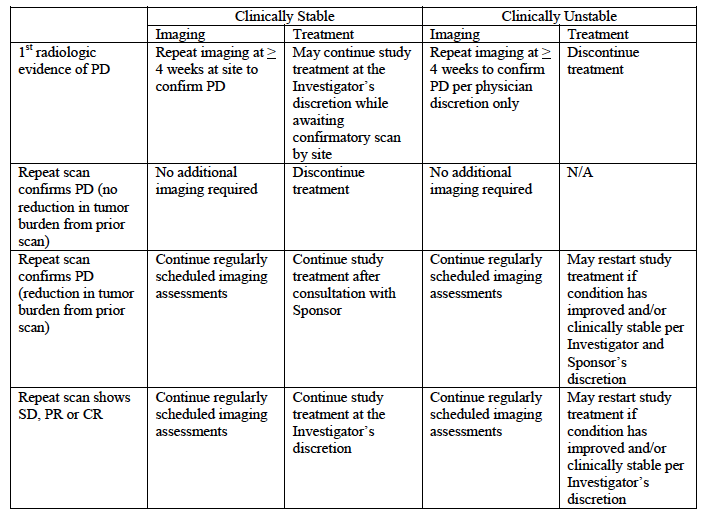 Clinically Stable Clinically Unstable
Imaging Treatment Imaging Treatment
1st radiologic
evidence of PD
Repeat imaging at ≥
4 weeks at site to
confirm PD
May continue study
treatment at the
Investigator's
discretion while
awaiting
confirmatory scan
by site
Repeat imaging at ≥
4 weeks to confirm
PD per physician
discretion only
Discontinue
treatment
Repeat scan
confirms PD (no
reduction in tumor
burden from prior
scan)
No additional
imaging required
Discontinue
treatment
No additional
imaging required
N/A
Repeat scan
confirms PD
(reduction in tumor
burden from prior
scan)
Continue regularly
scheduled imaging
assessments
Continue study
treatment after
consultation with
Sponsor
Continue regularly
scheduled imaging
assessments
May restart study
treatment if
condition has
improved and/or
clinically stable per
Investigator and
Sponsor's
discretion
Repeat scan shows
SD, PR or CR
Continue regularly
scheduled imaging
assessments
Continue study
treatment at the
Investigator's
discretion
Continue regularly
scheduled imaging
assessments
May restart study
treatment if
condition has
improved and/or
clinically stable per
Investigator's
discretion